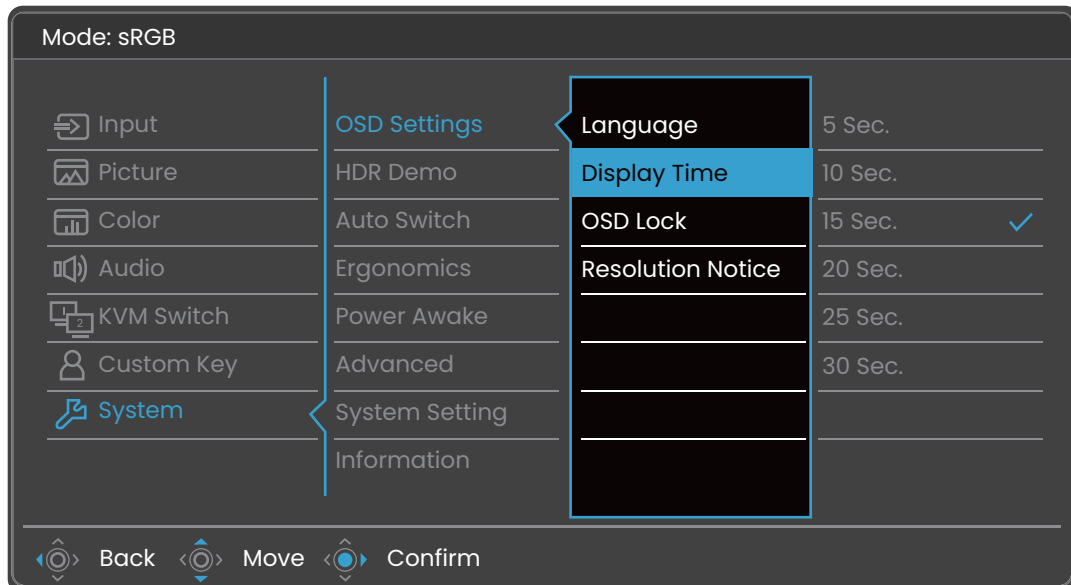 Mode: sRGB
Input
Picture
Color
Audio
1
2
KVM Switch
Custom Key
System
OSD Settings
HDR Demo
Auto Switch
Ergonomics
Power Awake
Advanced
System Setting
Information
Language
Display Time
OSD Lock
Resolution Notice
5 Sec.
10 Sec.
15 Sec.
20 Sec.
25 Sec.
30 Sec.
Back Move Confirm